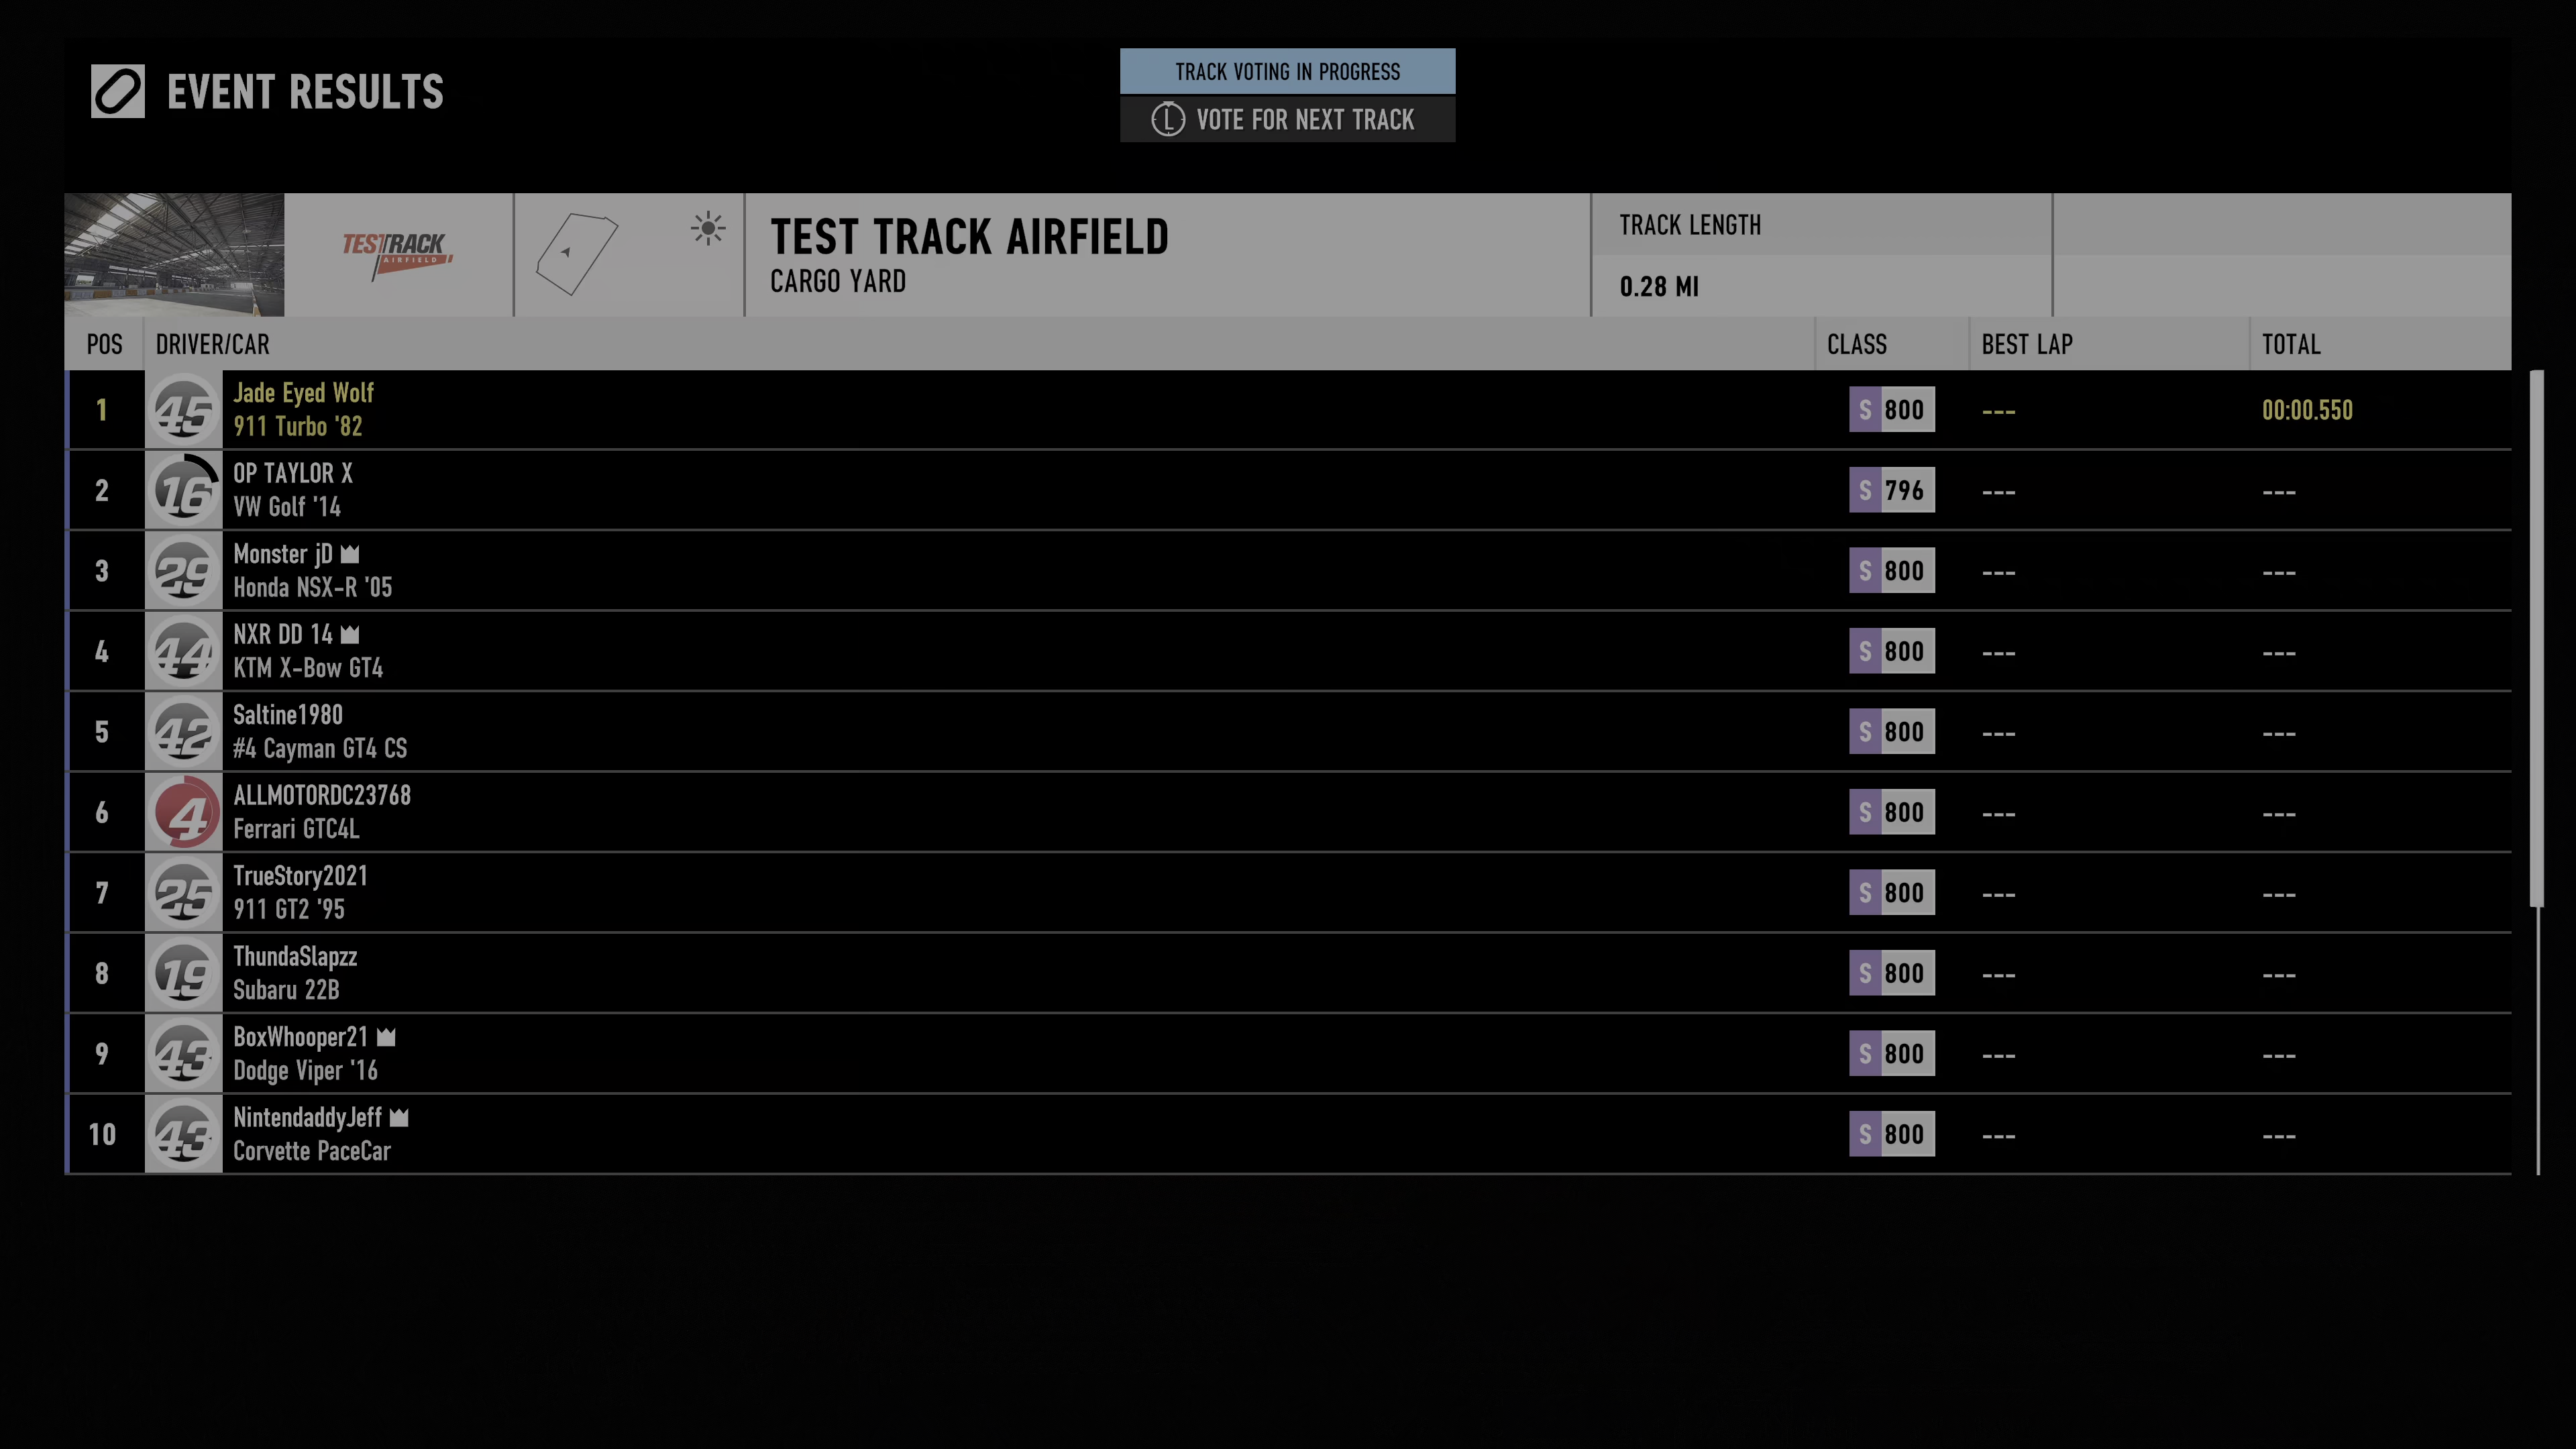 EVENT RESULTS
TRACK VOTING IN PROGRESS
L VOTE FOR NEXT TRACK
TESTRACK
AIRFIELD
TEST TRACK AIRFIELD
CARGO YARD
TRACK LENGTH
0.28 MI
POS DRIVER/CAR CLASS BEST LAP TOTAL
1 45 Jade Eyed Wolf S 800 --- 00:00.550
911 Turbo '82
2 16 OP TAYLOR X S 796 --- ---
VW Golf '14
3 29 Monster jD S 800 --- ---
Honda NSX-R '05
4 44 NXR DD 14 S 800 --- ---
KTM X-Bow GT4
5 42 Saltine1980 S 800 --- ---
#4 Cayman GT4 CS
6 4 ALLMOTORDC23768 S 800 --- ---
Ferrari GTC4L
7 25 TrueStory2021 S 800 --- ---
911 GT2 '95
8 19 ThundaSlapzz S 800 --- ---
Subaru 22B
9 43 BoxWhooper21 S 800 --- ---
Dodge Viper '16
10 43 NintendaddyJeff S 800 --- ---
Corvette PaceCar